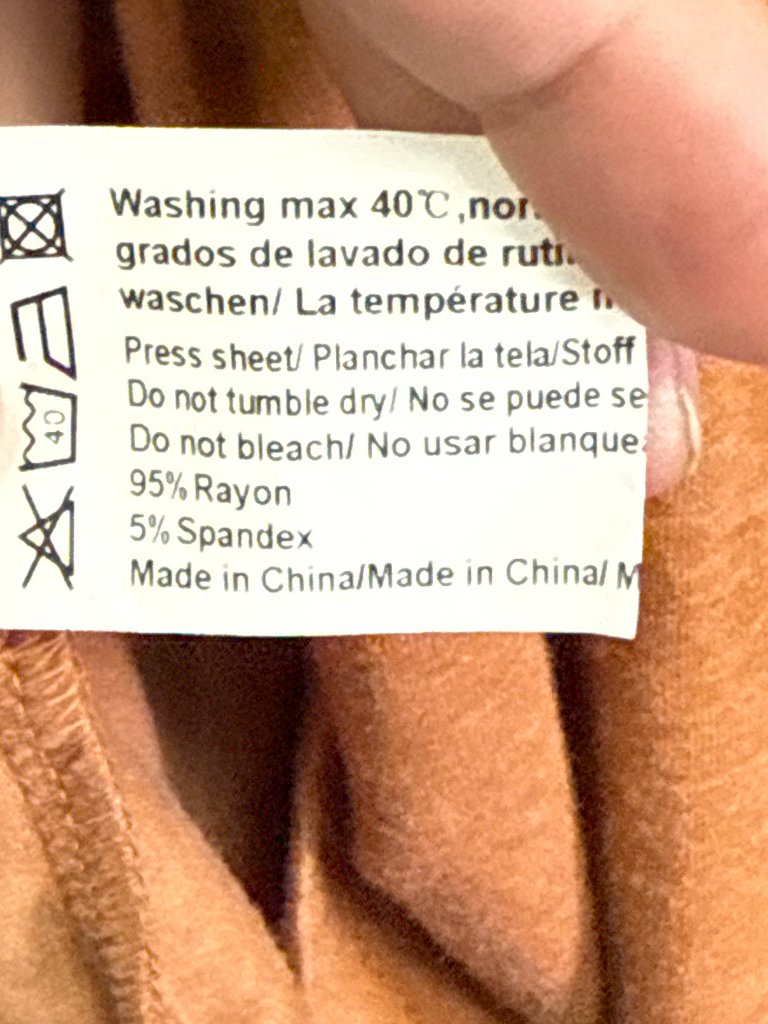 Washing max 40℃,nor
grados de lavado de
waschen/ La température
Press sheet/ Planchar la tela/Stoff
Do not tumble dry/ No se puede se
Do not bleach/ No usar blanque
95% Rayon
5% Spandex
Made in China/Made in China/ M
40